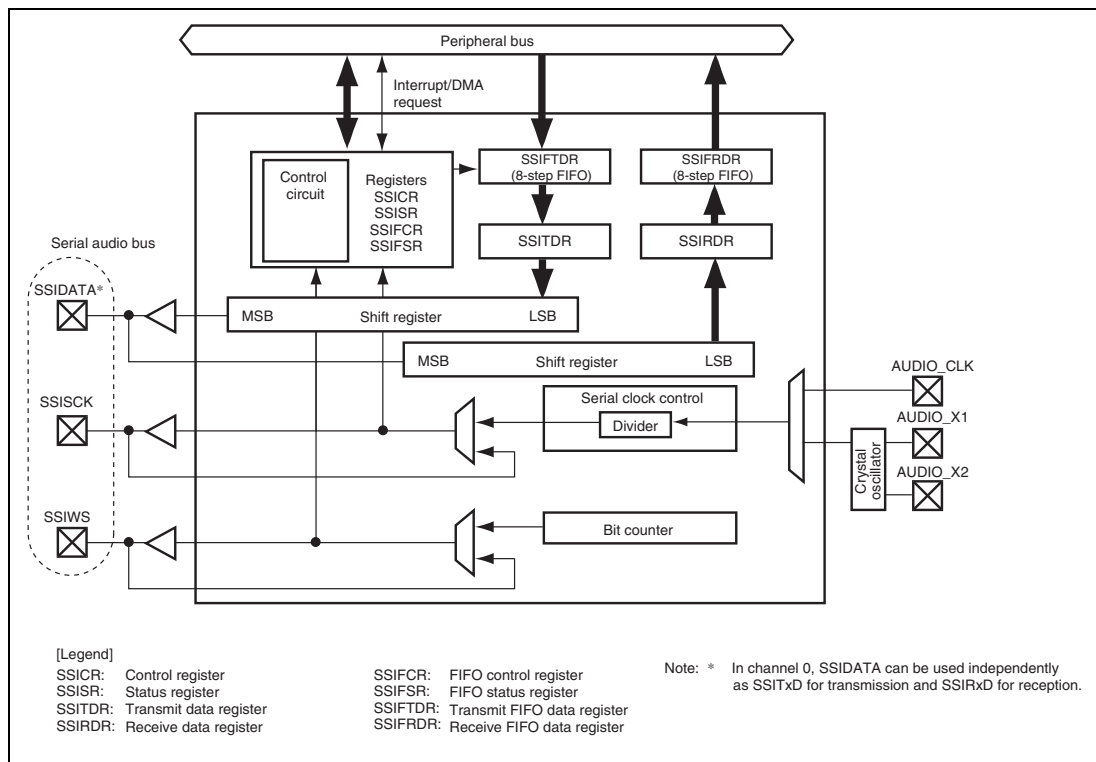 Peripheral bus
Interrupt/DMA
request
Control
circuit
Registers
SSICR
SSISR
SSIFCR
SSIFSR
SSIFTDR
(8-step FIFO)
SSIFRDR
(8-step FIFO)
SSITDR
SSIRDR
Serial audio bus
SSIDATA*
MSB Shift register LSB
MSB Shift register LSB
SSISCK
Serial clock control
Divider
AUDIO_CLK
AUDIO_X1
AUDIO_X2
Crystal
oscillator
SSIWS
Bit counter
[Legend]
SSICR: Control register
SSISR: Status register
SSITDR: Transmit data register
SSIRDR: Receive data register
SSIFCR: FIFO control register
SSIFSR: FIFO status register
SSIFTDR: Transmit FIFO data register
SSIFRDR: Receive FIFO data register
Note: * In channel 0, SSIDATA can be used independently
as SSITxD for transmission and SSIRxD for reception.